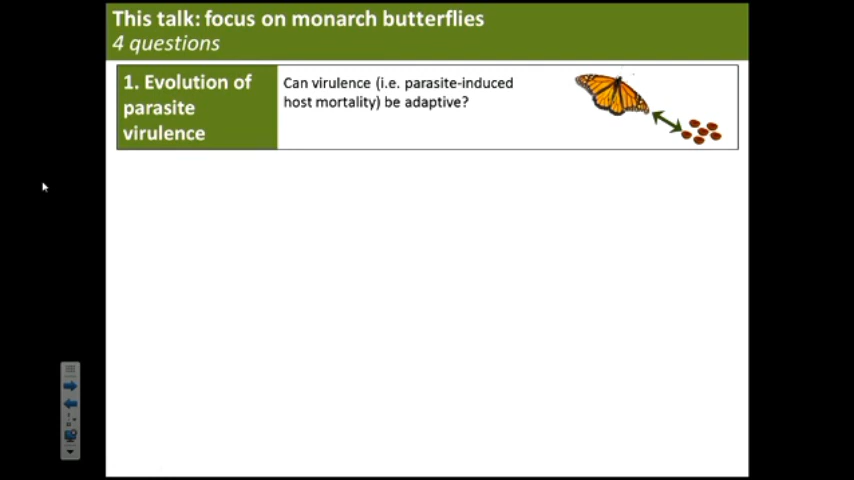 This talk: focus on monarch butterflies
4 questions
1. Evolution of
parasite
virulence
Can virulence (i.e. parasite-induced
host mortality) be adaptive?